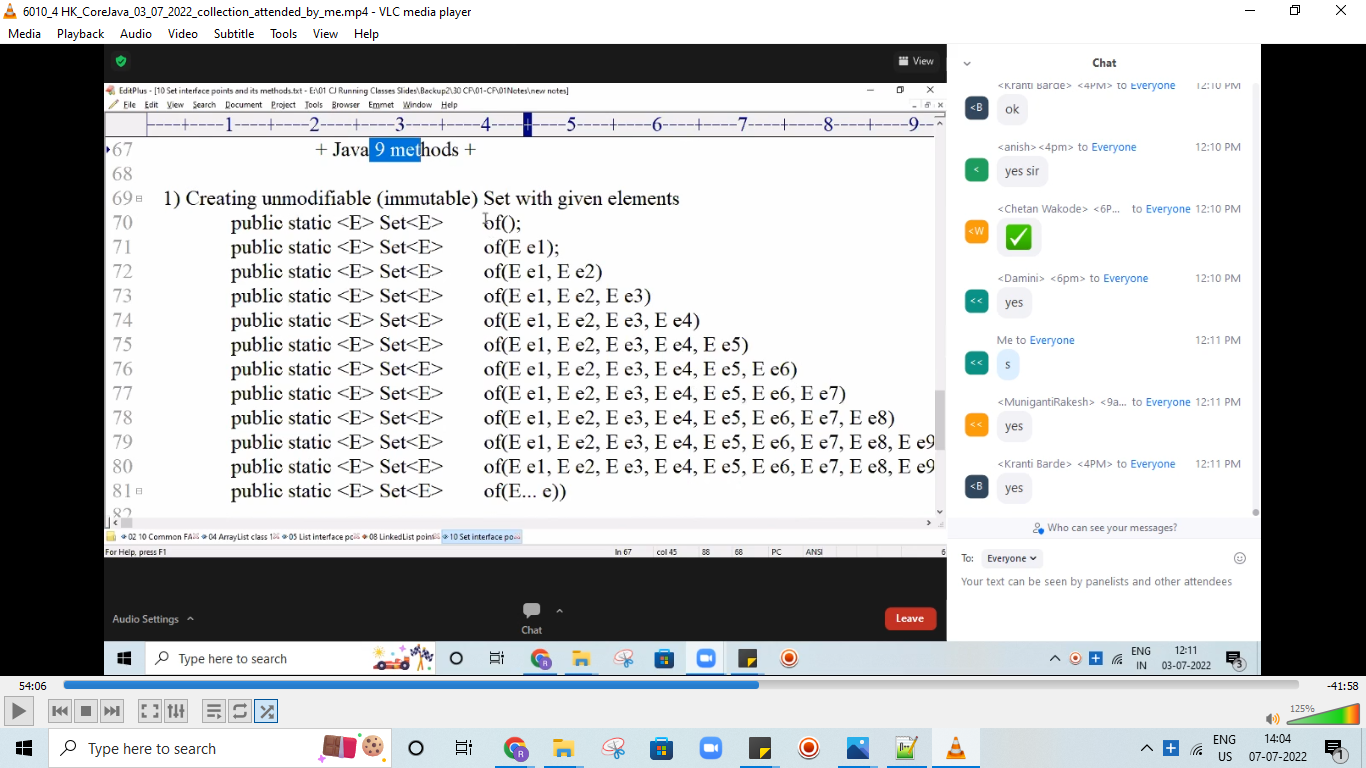 6010_4 HK_CoreJava_03_07_2022_collection_attended_by_me.mp4 - VLC media player
Media Playback Audio Video Subtitle Tools View Help
View
EditPlus - [10 Set interface points and its methods.txt - E:\01 CJ Running Classes Slides\Backup2\30 CF\01-CF\01Notes\new notes]
File Edit View Search Document Project Tools Browser Emmet Window Help
----+----1----+----2----+----3----+----4----+----5----+----6----+----7----+----8----+----9--
67 + Java 9 methods +
68
69 1) Creating unmodifiable (immutable) Set with given elements
70 public static <E> Set<E> of();
71 public static <E> Set<E> of(E e1);
72 public static <E> Set<E> of(E e1, E e2)
73 public static <E> Set<E> of(E e1, E e2, E e3)
74 public static <E> Set<E> of(E e1, E e2, E e3, E e4)
75 public static <E> Set<E> of(E e1, E e2, E e3, E e4, E e5)
76 public static <E> Set<E> of(E e1, E e2, E e3, E e4, E e5, E e6)
77 public static <E> Set<E> of(E e1, E e2, E e3, E e4, E e5, E e6, E e7)
78 public static <E> Set<E> of(E e1, E e2, E e3, E e4, E e5, E e6, E e7, E e8)
79 public static <E> Set<E> of(E e1, E e2, E e3, E e4, E e5, E e6, E e7, E e8, E e9
80 public static <E> Set<E> of(E e1, E e2, E e3, E e4, E e5, E e6, E e7, E e8, E e9
81 public static <E> Set<E> of(E... e))
82
02 10 Common FA 04 ArrayList class 1 05 List interface pc 08 LinkedList point 10 Set interface po
For Help, press F1 ln 67 col 45 88 68 PC ANSI 6
Audio Settings
Chat
Leave
Chat
<Kranti Barde> <4PM> to Everyone 12:10 PM
<B
ok
<anish> <4pm> to Everyone 12:10 PM
<
yes sir
<Chetan Wakode> <6P... to Everyone 12:10 PM
<W
<Damini> <6pm> to Everyone 12:10 PM
<<
yes
Me to Everyone 12:11 PM
<<
s
<MunigantiRakesh> <9a... to Everyone 12:11 PM
<<
yes
<Kranti Barde> <4PM> to Everyone 12:11 PM
<B
yes
Who can see your messages?
To: Everyone
Your text can be seen by panelists and other attendees
Type here to search
R
ENG
IN
12:11
03-07-2022
3
54:06
-41:58
125%
Type here to search
R
ENG
US
14:04
07-07-2022
1